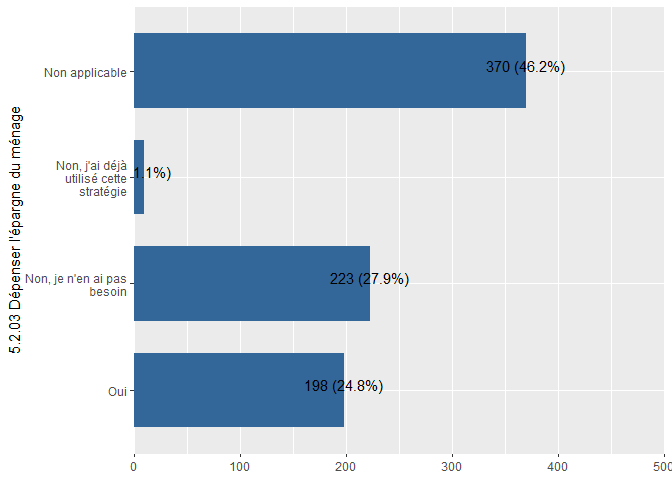 5.2.03 Dépenser l'épargne du ménage
Non applicable
370 (46.2%)
Non, j'ai déjà
utilisé cette
stratégie
1.1%)
Non, je n'en ai pas
besoin
223 (27.9%)
Oui
198 (24.8%)
0 100 200 300 400 500